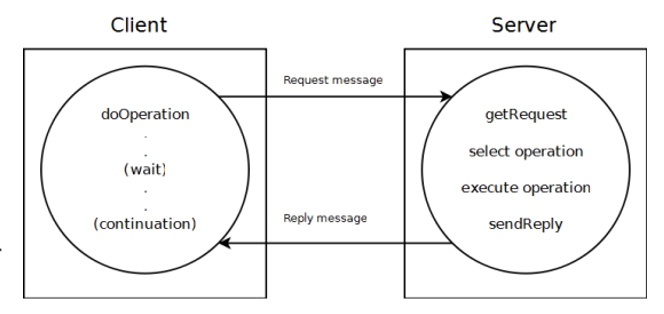 Client
Server
Request message
doOperation
.
.
(wait)
.
.
(continuation)
getRequest
select operation
execute operation
sendReply
Reply message